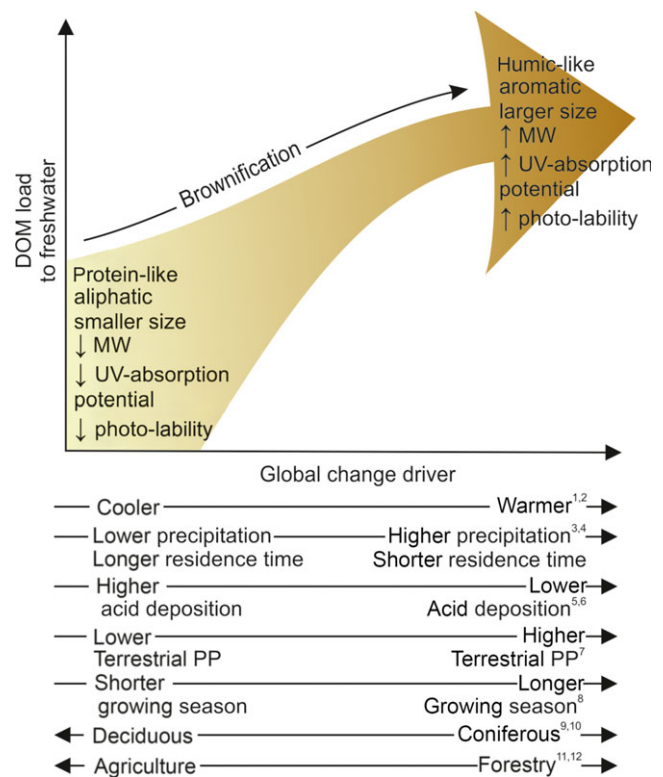 DOM load
to freshwater
Brownification
Humic-like
aromatic
larger size
↑ MW
↑ UV-absorption
potential
↑ photo-lability
Protein-like
aliphatic
smaller size
↓ MW
↓ UV-absorption
potential
↓ photo-lability
Global change driver
Cooler Warmer1,2
Lower precipitation Higher precipitation3,4
Longer residence time Shorter residence time
Higher Lower
acid deposition Acid deposition5,6
Lower Higher
Terrestrial PP Terrestrial PP7
Shorter Longer
growing season Growing season8
Deciduous Coniferous9,10
Agriculture Forestry11,12